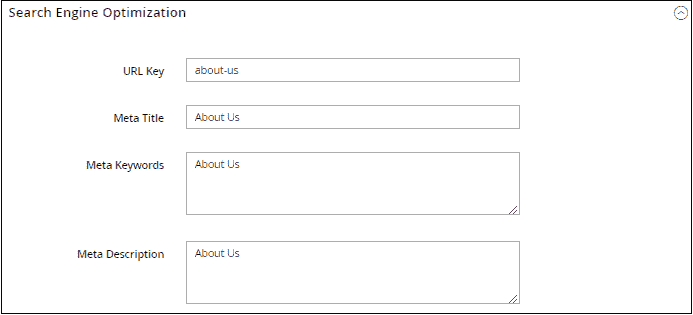 Search Engine Optimization
URL Key
about-us
Meta Title
About Us
Meta Keywords
About Us
Meta Description
About Us